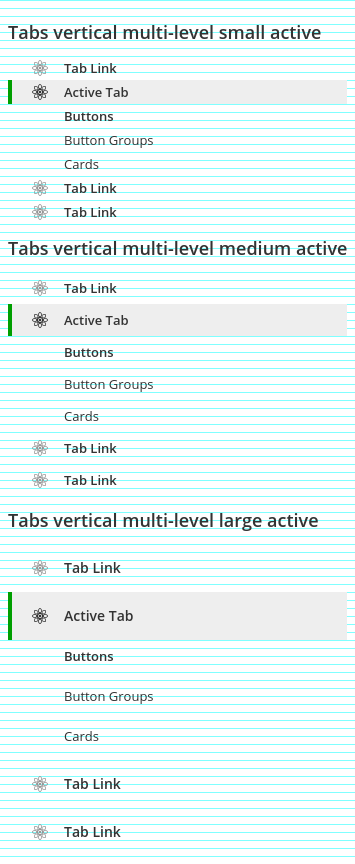 Tabs vertical multi-level small active
Tab Link
Active Tab
Buttons
Button Groups
Cards
Tab Link
Tab Link
Tabs vertical multi-level medium active
Tab Link
Active Tab
Buttons
Button Groups
Cards
Tab Link
Tab Link
Tabs vertical multi-level large active
Tab Link
Active Tab
Buttons
Button Groups
Cards
Tab Link
Tab Link